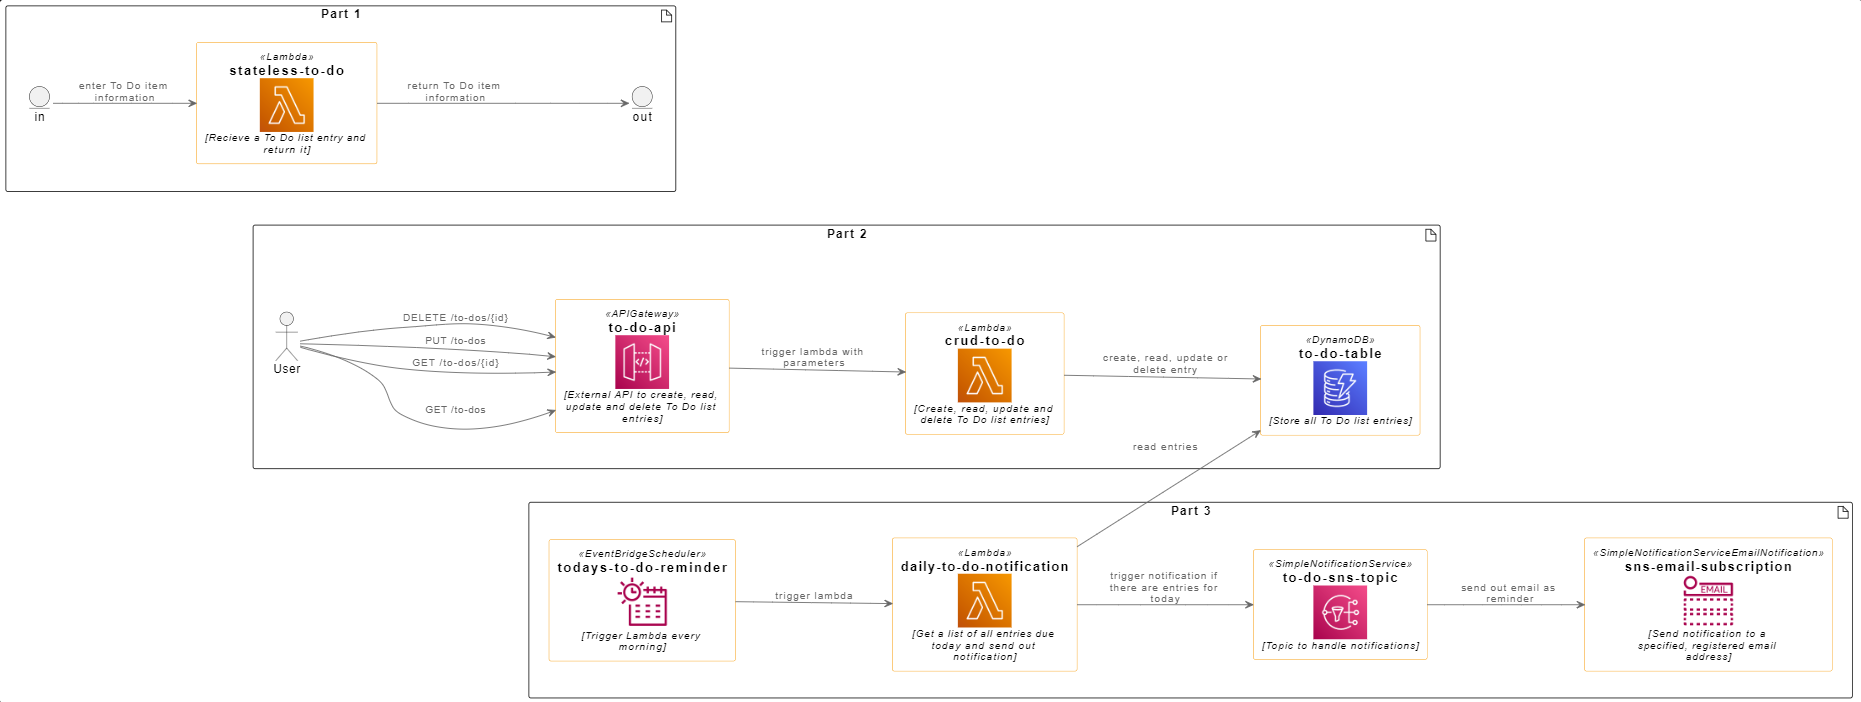 Part 1
«Lambda»
stateless-to-do
enter To Do item
information
return To Do item
information
in
out
[Recieve a To Do list entry and
return it]
Part 2
«APIGateway»
to-do-api
DELETE /to-dos/{id}
PUT /to-dos
GET /to-dos/{id}
GET /to-dos
User
[External API to create, read,
update and delete To Do list
entries]
trigger lambda with
parameters
«Lambda»
crud-to-do
[Create, read, update and
delete To Do list entries]
create, read, update or
delete entry
«DynamoDB»
to-do-table
[Store all To Do list entries]
read entries
Part 3
«EventBridgeScheduler»
todays-to-do-reminder
[Trigger Lambda every
morning]
trigger lambda
«Lambda»
daily-to-do-notification
[Get a list of all entries due
today and send out
notification]
trigger notification if
there are entries for
today
«SimpleNotificationService»
to-do-sns-topic
[Topic to handle notifications]
send out email as
reminder
«SimpleNotificationServiceEmailNotification»
sns-email-subscription
EMAIL
[Send notification to a
specified, registered email
address]